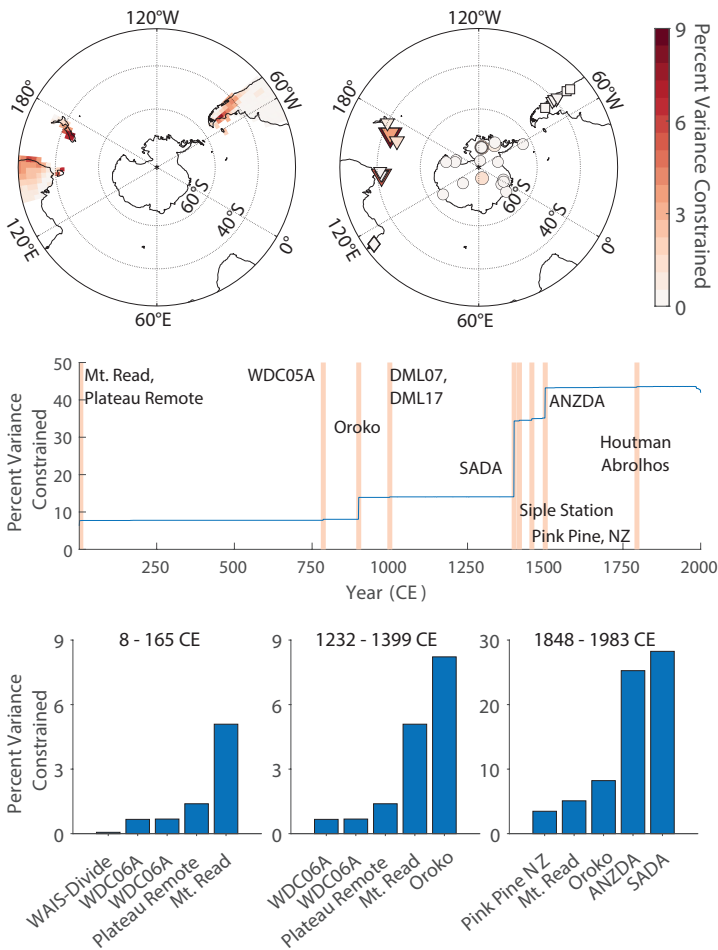 120°W
120°W
180°
60°W
180°
60°W
60°S
60°S
40°S
40°S
120°E
0°
120°E
0°
60°E
60°E
9
6
3
0
Percent Variance Constrained
50
40
30
20
10
0
Percent Variance
Constrained
Mt. Read,
Plateau Remote
WDC05A
Oroko
DML07,
DML17
SADA
ANZDA
Siple Station
Pink Pine, NZ
Houtman
Abrolhos
250
500
750
1000
1250
1500
1750
2000
Year (CE)
Percent Variance
Constrained
8 - 165 CE
9
6
3
0
WAIS-Divide
WDC06A
WDC06A
Plateau Remote
Mt. Read
1232 - 1399 CE
9
6
3
0
WDC06A
WDC06A
Plateau Remote
Mt. Read
Oroko
1848 - 1983 CE
30
20
10
0
Pink Pine NZ
Mt. Read
Oroko
ANZDA
SADA